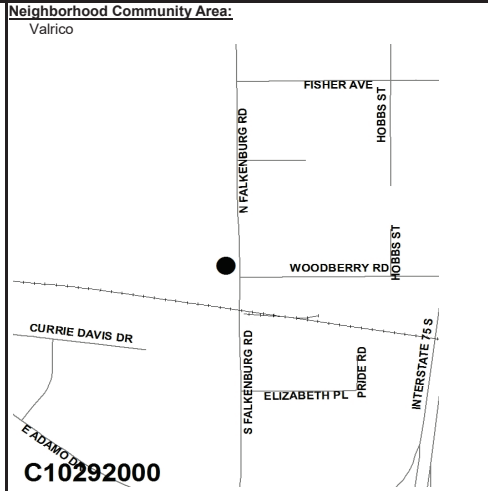 Neighborhood Community Area:
Valrico
FISHER AVE
HOBBS ST
N FALKENBURG RD
HOBBS ST
WOODBERRY RD
CURRIE DAVIS DR
S FALKENBURG RD
PRIDE RD
INTERSTATE 75 S
ELIZABETH PL
E ADAMO DR
C10292000